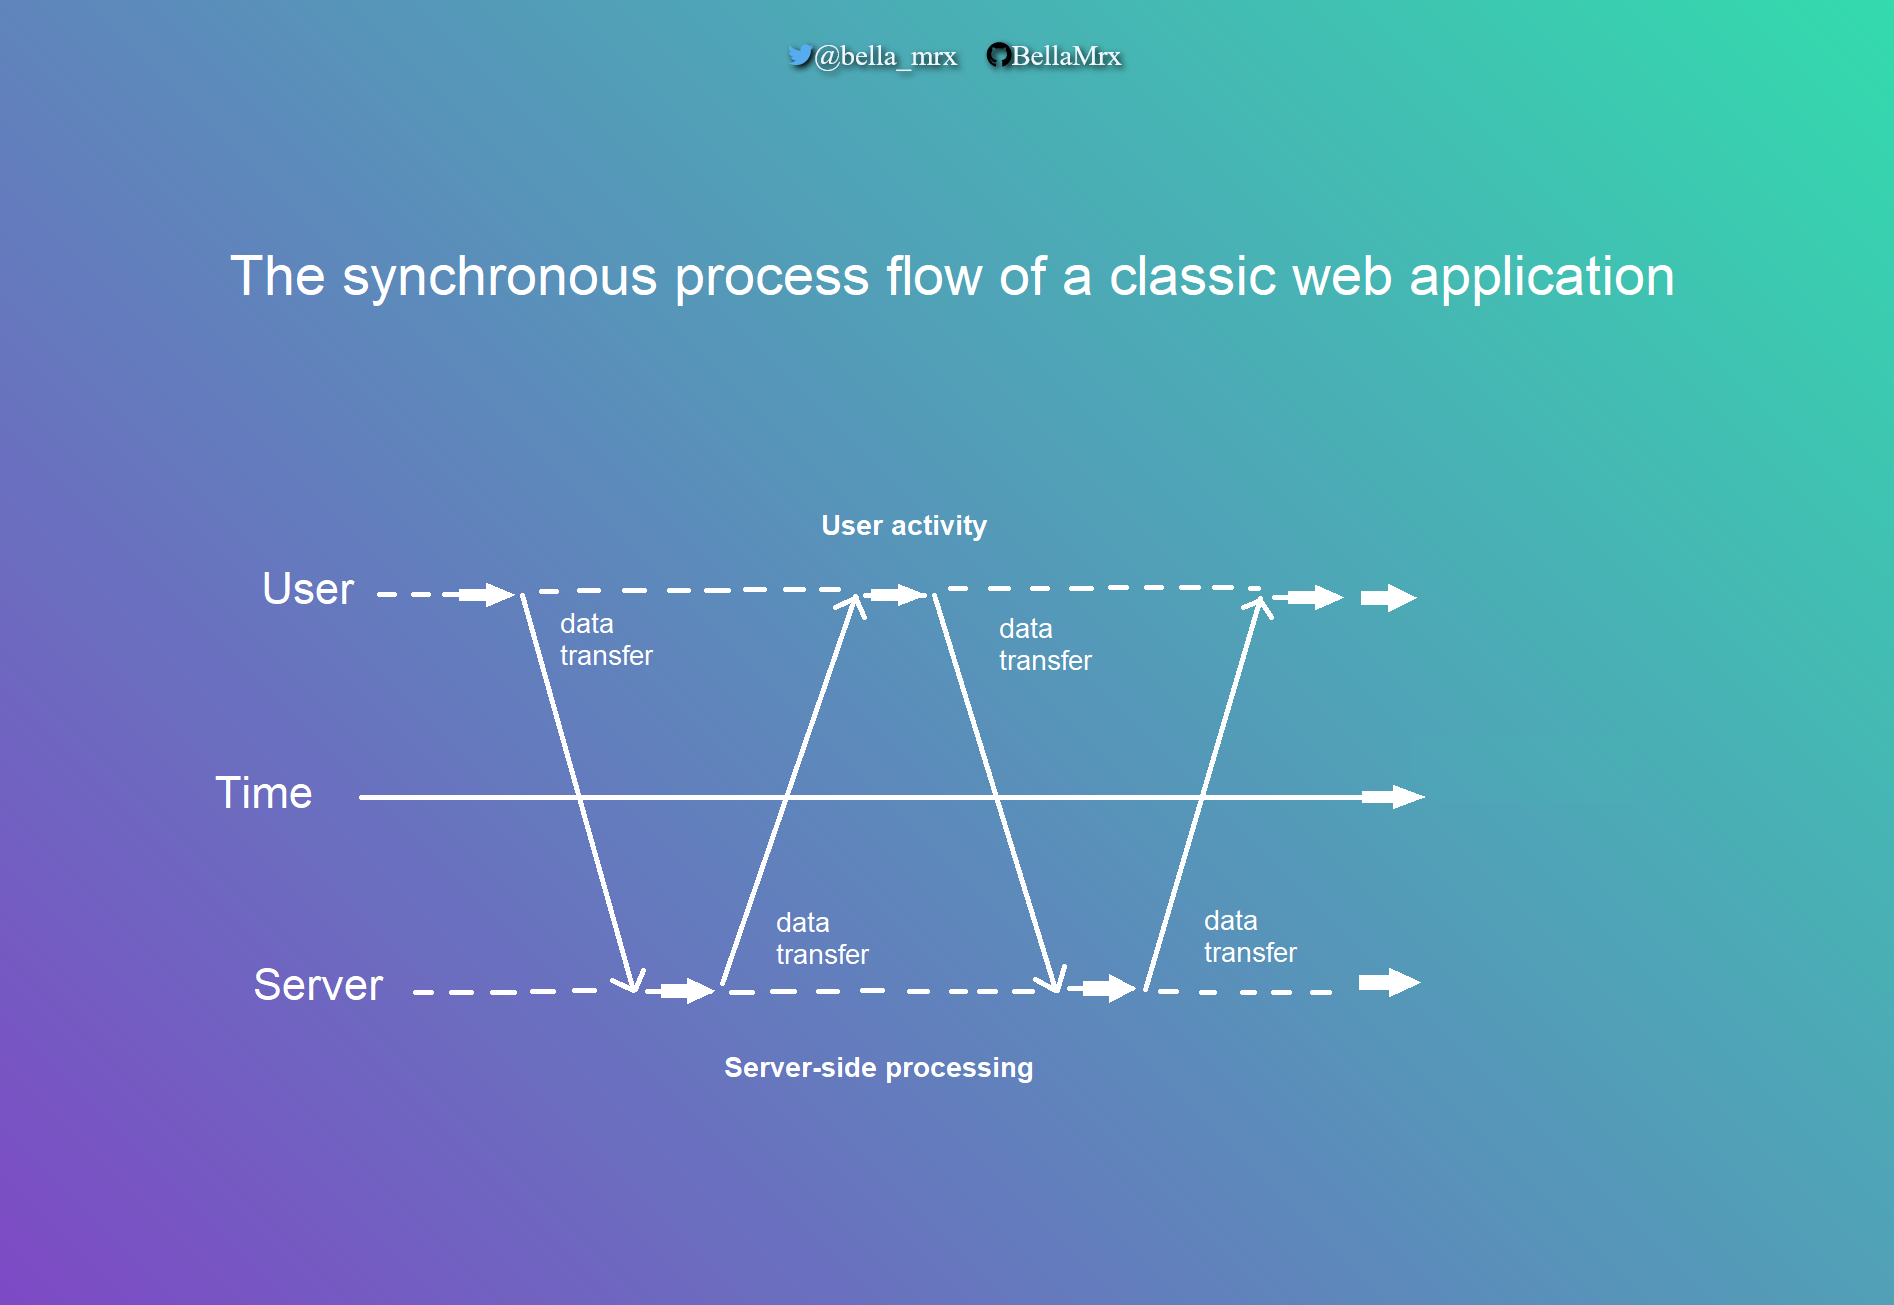 @bella_mrx BellaMrx
The synchronous process flow of a classic web application
User activity
User
data
transfer
data
transfer
Time
data
transfer
data
transfer
Server
Server-side processing